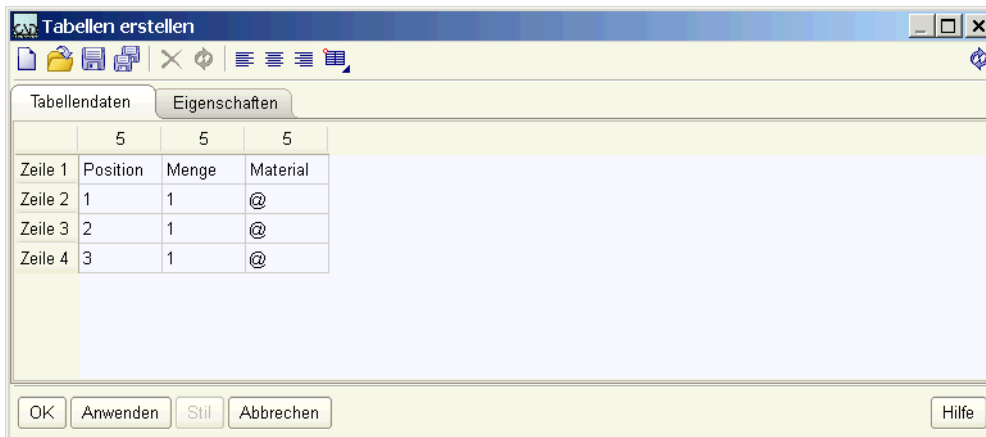 Tabellen erstellen
Tabellendaten Eigenschaften
5 5 5
Zeile 1 Position Menge Material
Zeile 2 1 1 @
Zeile 3 2 1 @
Zeile 4 3 1 @
OK Anwenden Stil Abbrechen Hilfe